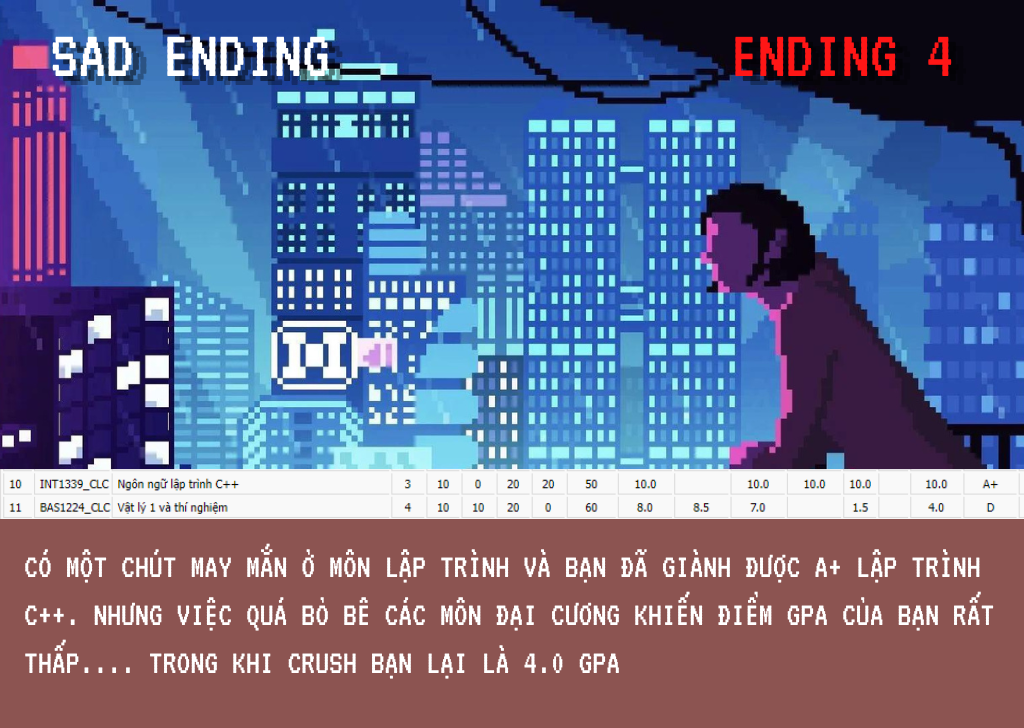 SAD ENDING
ENDING 4
H
10 INT1339_CLC Ngôn ngữ lập trình C++ 3 10 0 20 20 50 10.0 10.0 10.0 10.0 10.0 A+
11 BAS1224_CLC Vật lý 1 và thí nghiệm 4 10 10 20 0 60 8.0 8.5 7.0 1.5 4.0 D
CÓ MỘT CHÚT MAY MẮN Ở MÔN LẬP TRÌNH VÀ BẠN ĐÃ GIÀNH ĐƯỢC A+ LẬP TRÌNH
C++. NHƯNG VIỆC QUÁ BÒ BÊ CÁC MÔN ĐẠI CƯƠNG KHIẾN ĐIỂM GPA CỦA BẠN RẤT
THẤP.... TRONG KHI CRUSH BẠN LẠI LÀ 4.0 GPA